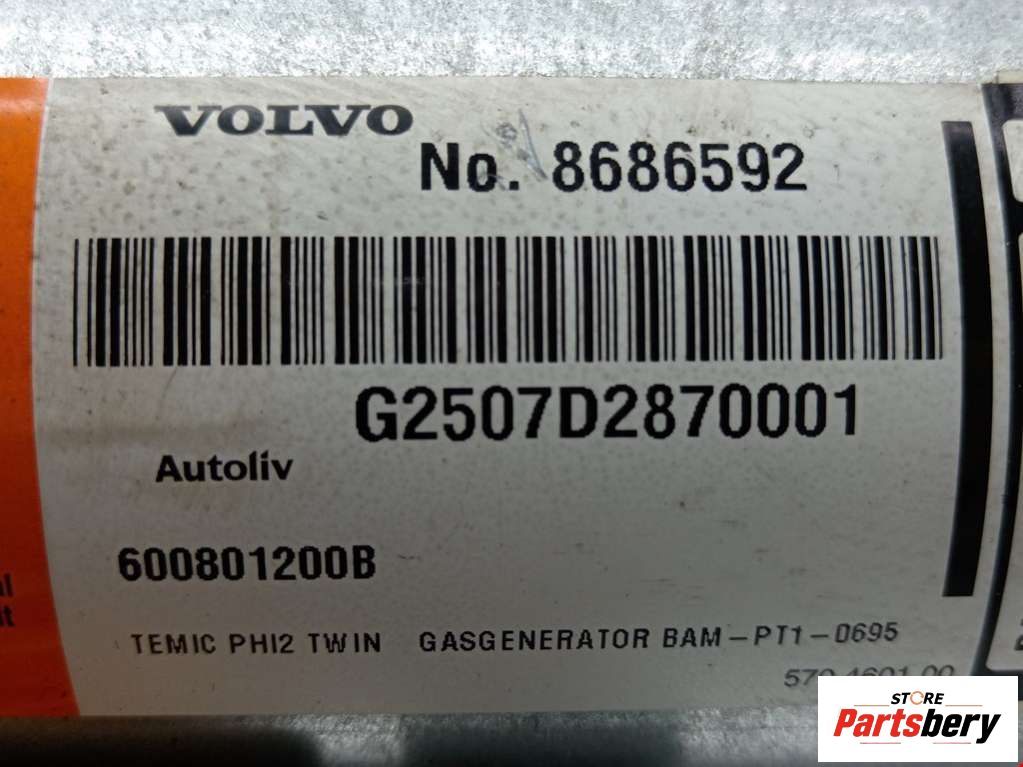 VOLVO
No. 8686592
G2507D2870001
Autoliv
600801200B
TEMIC PHI2 TWIN GASGENERATOR BAM-PT1-0695
STORE
Partsbery